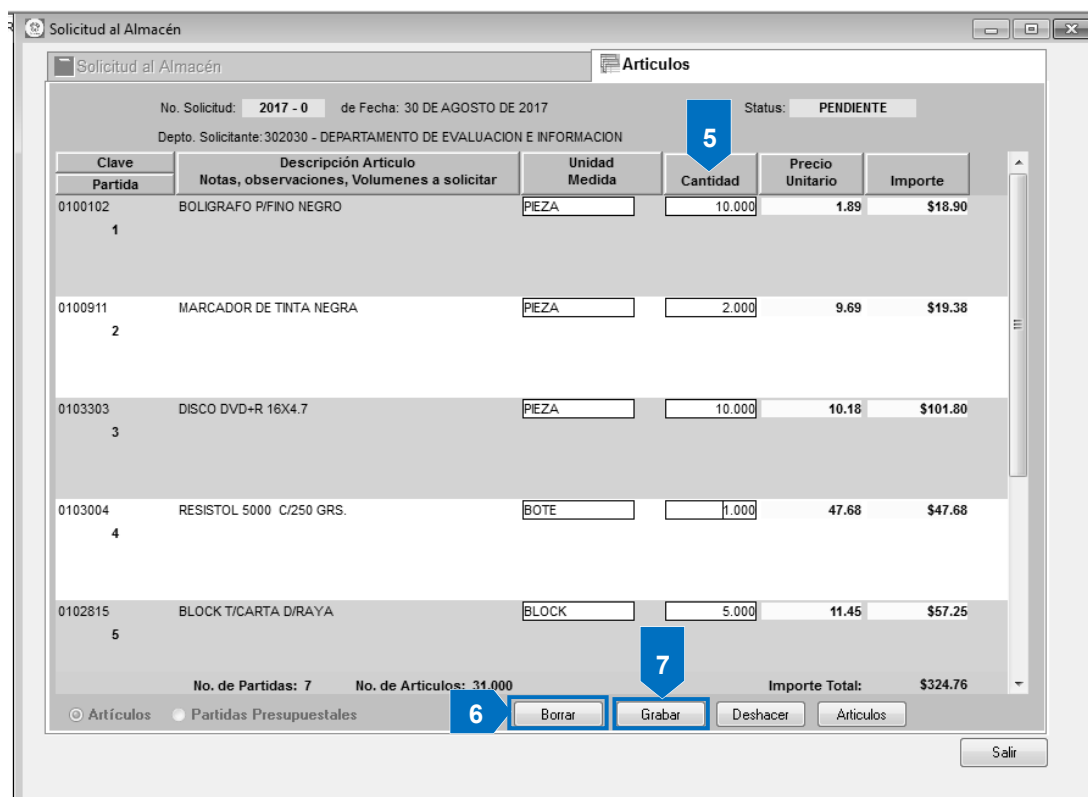 Solicitud al Almacén
Solicitud al Almacén
Articulos
No. Solicitud: 2017 - 0 de Fecha: 30 DE AGOSTO DE 2017 Status: PENDIENTE
Depto. Solicitante: 302030 - DEPARTAMENTO DE EVALUACION E INFORMACION
5
Clave Descripción Articulo Unidad Precio
Partida Notas, observaciones, Volumenes a solicitar Medida Cantidad Unitario Importe
0100102 BOLIGRAFO P/FINO NEGRO PIEZA 10.000 1.89 $18.90
1
0100911 MARCADOR DE TINTA NEGRA PIEZA 2.000 9.69 $19.38
2
0103303 DISCO DVD+R 16X4.7 PIEZA 10.000 10.18 $101.80
3
0103004 RESISTOL 5000 C/250 GRS. BOTE 1.000 47.68 $47.68
4
0102815 BLOCK T/CARTA D/RAYA BLOCK 5.000 11.45 $57.25
5
7
No. de Partidas: 7 No. de Articulos: 31.000 Importe Total: $324.76
Artículos Partidas Presupuestales 6 Borrar Grabar Deshacer Articulos
Salir